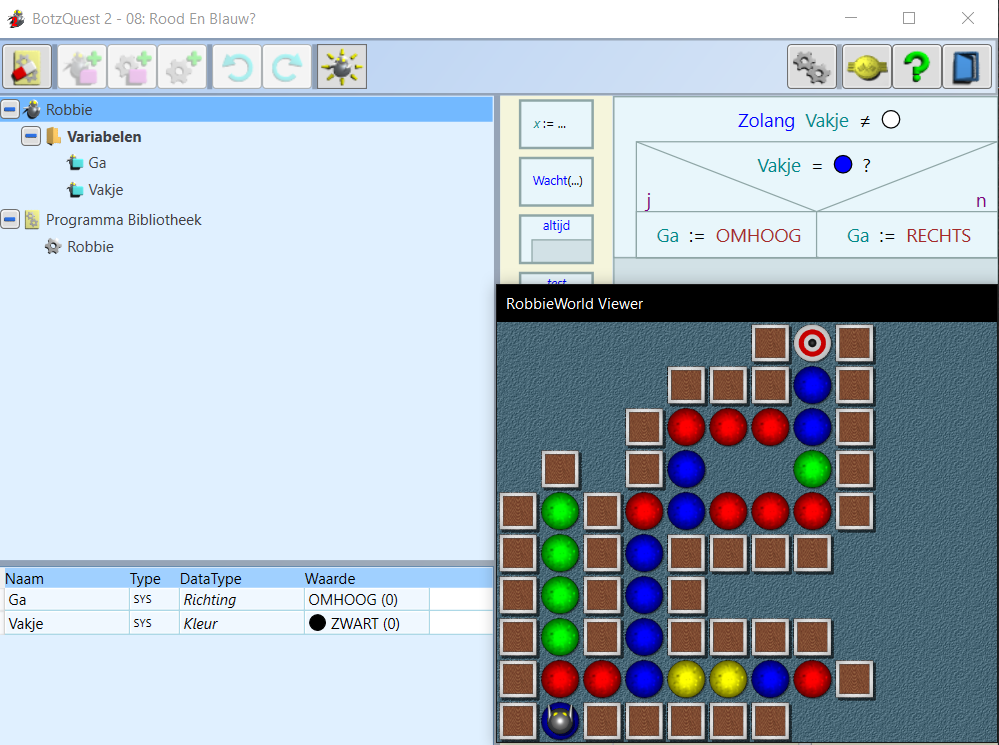 BotzQuest 2 - 08: Rood En Blauw?
Robbie
Variabelen
Ga
Vakje
Programma Bibliotheek
Robbie
x := ...
Wacht(...)
altijd
test
Zolang Vakje ≠
Vakje = ?
j n
Ga := OMHOOG Ga := RECHTS
RobbieWorld Viewer
Naam Type DataType Waarde
Ga SYS Richting OMHOOG (0)
Vakje SYS Kleur ZWART (0)